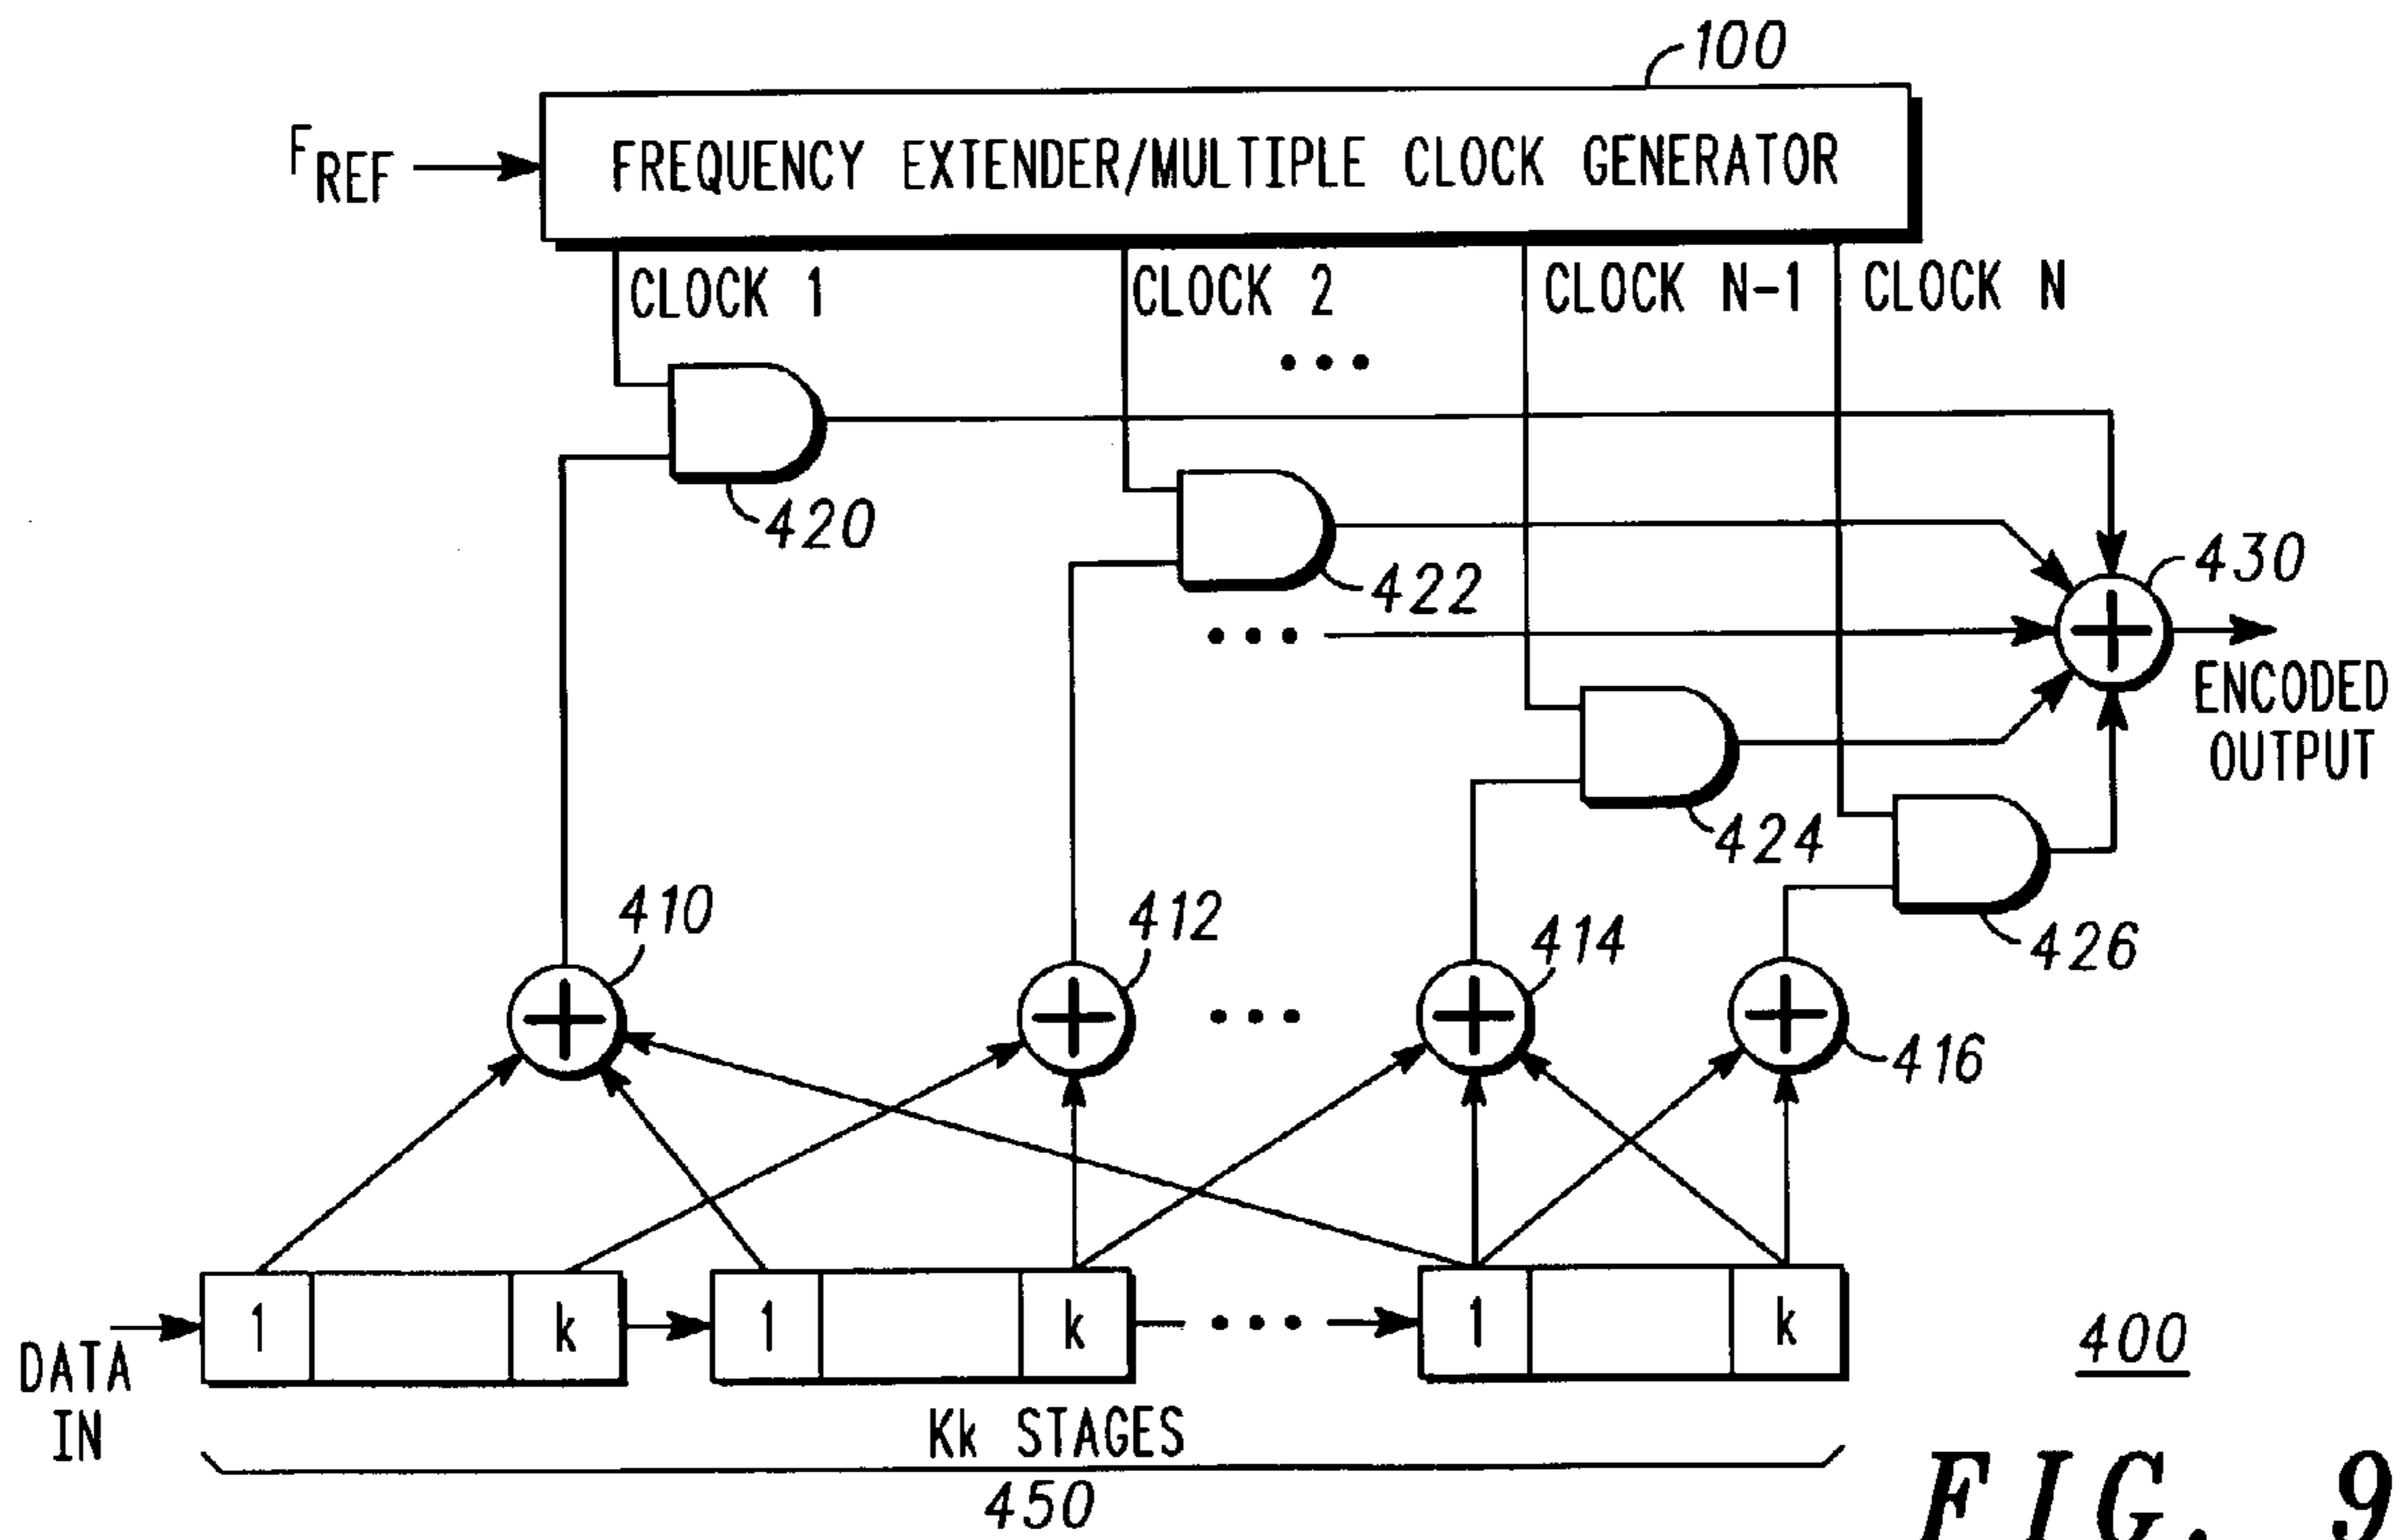 100
F REF
FREQUENCY EXTENDER/MULTIPLE CLOCK GENERATOR
CLOCK 1
CLOCK 2
CLOCK N-1
CLOCK N
420
422
430
ENCODED
OUTPUT
424
426
410
412
414
416
1
k
1
k
1
k
DATA
IN
Kk STAGES
450
400
FIG. 9